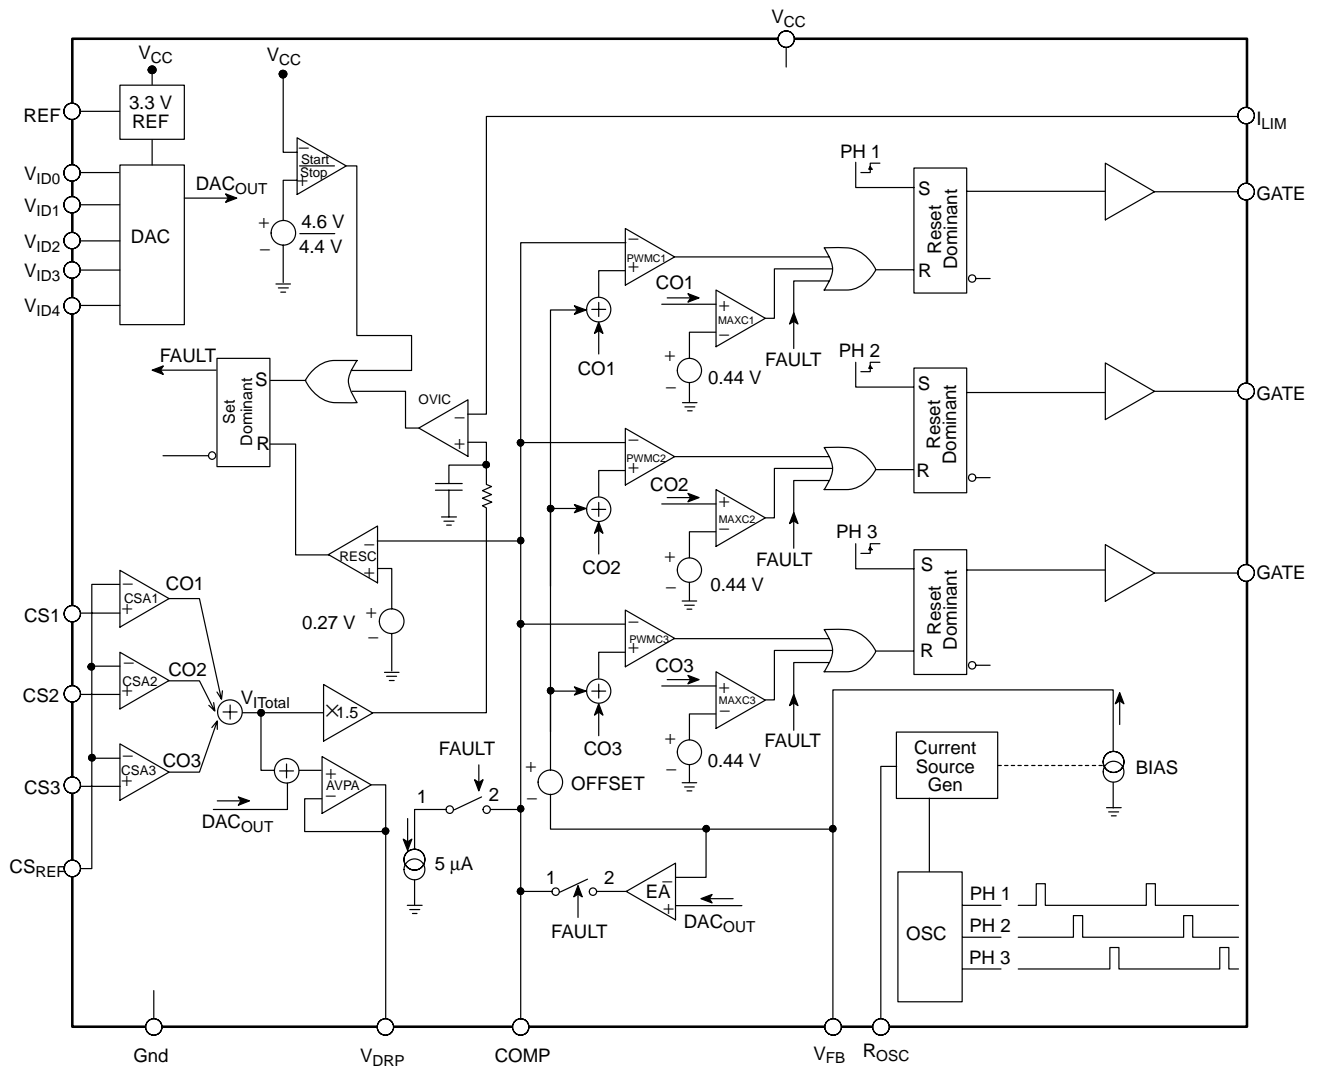 VCC
VCC
VCC
REF
3.3 V
REF
ILIM
VID0
VID1
VID2
VID3
VID4
DAC
DACOUT
Start
Stop
4.6 V
4.4 V
PH 1
S
R
Reset
Dominant
GATE
PWMC1
CO1
CO1
MAXC1
0.44 V
FAULT
FAULT
Set
Dominant
S
R
OVIC
PH 2
S
R
Reset
Dominant
GATE
PWMC2
CO2
CO2
MAXC2
0.44 V
FAULT
RESC
0.27 V
PH 3
S
R
Reset
Dominant
GATE
PWMC3
CO3
CO3
MAXC3
0.44 V
FAULT
CS1
CSA1
CO1
CS2
CSA2
CO2
CS3
CSA3
CO3
CSREF
VITotal
X1.5
AVPA
DACOUT
FAULT
1 2
5 µA
OFFSET
1 2
FAULT
EA
DACOUT
Current
Source
Gen
BIAS
OSC
PH 1
PH 2
PH 3
Gnd
VDRP
COMP
VFB
ROSC